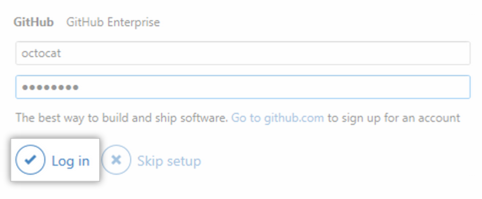 GitHub GitHub Enterprise
octocat
●●●●●●●●
The best way to build and ship software. Go to github.com to sign up for an account
Log in Skip setup